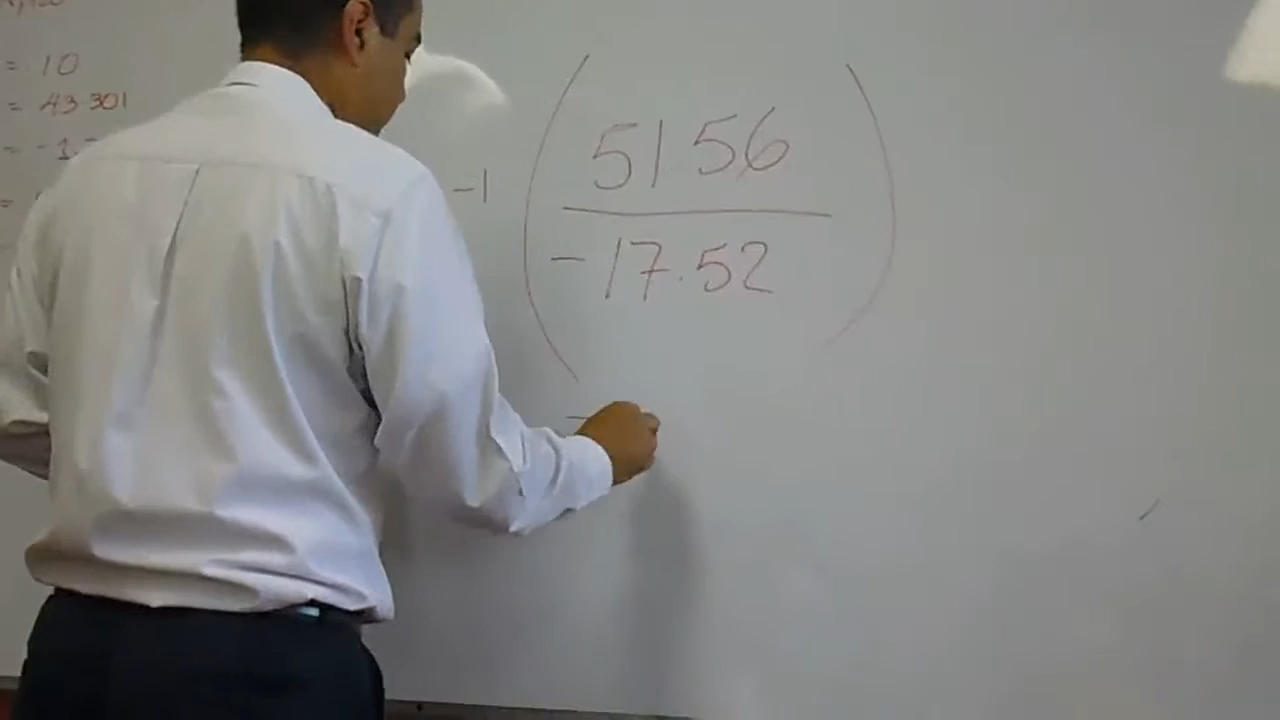 = 10
= 43 301
-1 ( 51 56
-17.52 )
-